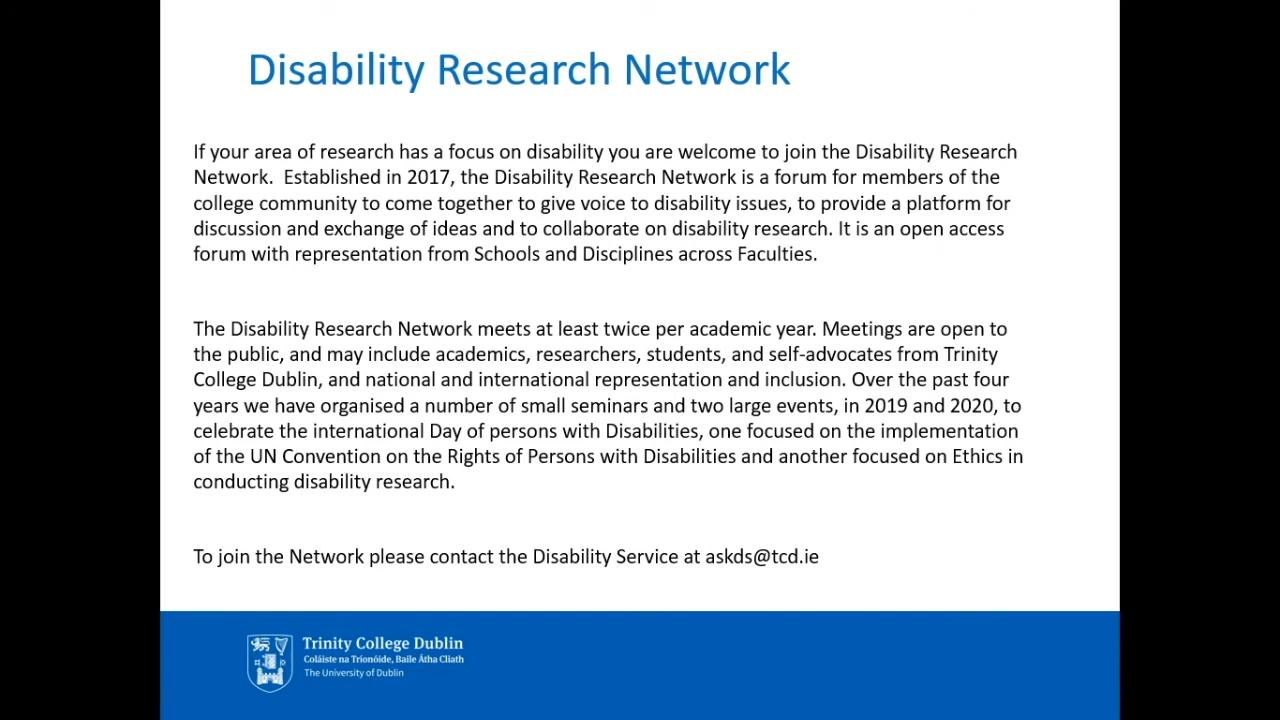 Disability Research Network
If your area of research has a focus on disability you are welcome to join the Disability Research
Network.  Established in 2017, the Disability Research Network is a forum for members of the
college community to come together to give voice to disability issues, to provide a platform for
discussion and exchange of ideas and to collaborate on disability research. It is an open access
forum with representation from Schools and Disciplines across Faculties.
The Disability Research Network meets at least twice per academic year. Meetings are open to
the public, and may include academics, researchers, students, and self-advocates from Trinity
College Dublin, and national and international representation and inclusion. Over the past four
years we have organised a number of small seminars and two large events, in 2019 and 2020, to
celebrate the international Day of persons with Disabilities, one focused on the implementation
of the UN Convention on the Rights of Persons with Disabilities and another focused on Ethics in
conducting disability research.
To join the Network please contact the Disability Service at askds@tcd.ie
Trinity College Dublin
Coláiste na Tríonóide, Baile Átha Cliath
The University of Dublin